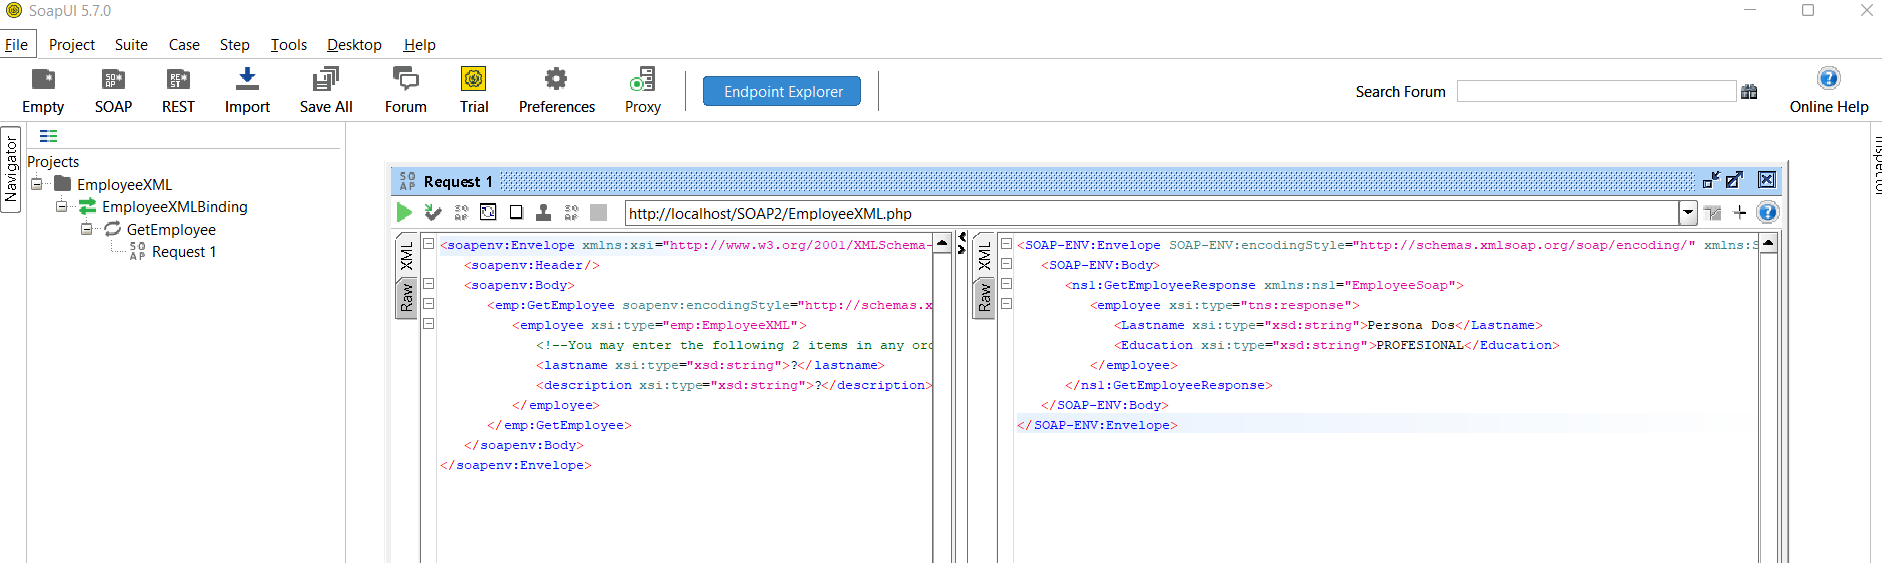 SoapUI 5.7.0
File Project Suite Case Step Tools Desktop Help
Empty SOAP REST Import Save All Forum Trial Preferences Proxy Endpoint Explorer Search Forum Online Help
Navigator
Projects
EmployeeXML
EmployeeXMLBinding
GetEmployee
Request 1
Request 1
http://localhost/SOAP2/EmployeeXML.php
XML
Raw
<soapenv:Envelope xmlns:xsi="http://www.w3.org/2001/XMLSchema-
<soapenv:Header/>
<soapenv:Body>
<emp:GetEmployee soapenv:encodingStyle="http://schemas.x
<employee xsi:type="emp:EmployeeXML">
<!--You may enter the following 2 items in any ord
<lastname xsi:type="xsd:string">?</lastname>
<description xsi:type="xsd:string">?</description>
</employee>
</emp:GetEmployee>
</soapenv:Body>
</soapenv:Envelope>
XML
Raw
<SOAP-ENV:Envelope SOAP-ENV:encodingStyle="http://schemas.xmlsoap.org/soap/encoding/" xmlns:S
<SOAP-ENV:Body>
<ns1:GetEmployeeResponse xmlns:ns1="EmployeeSoap">
<employee xsi:type="tns:response">
<Lastname xsi:type="xsd:string">Persona Dos</Lastname>
<Education xsi:type="xsd:string">PROFESIONAL</Education>
</employee>
</ns1:GetEmployeeResponse>
</SOAP-ENV:Body>
</SOAP-ENV:Envelope>